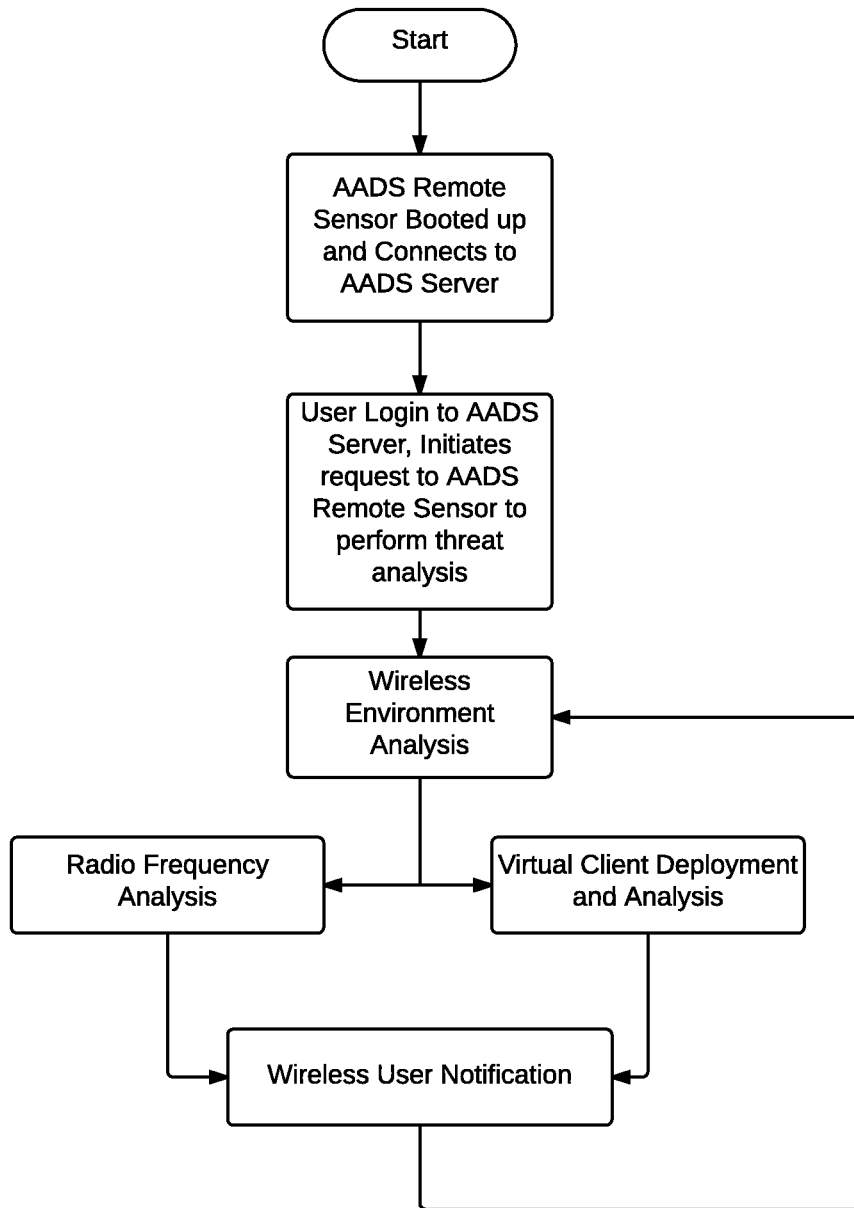 Start
AADS Remote
Sensor Booted up
and Connects to
AADS Server
User Login to AADS
Server, Initiates
request to AADS
Remote Sensor to
perform threat
analysis
Wireless
Environment
Analysis
Radio Frequency
Analysis
Virtual Client Deployment
and Analysis
Wireless User Notification